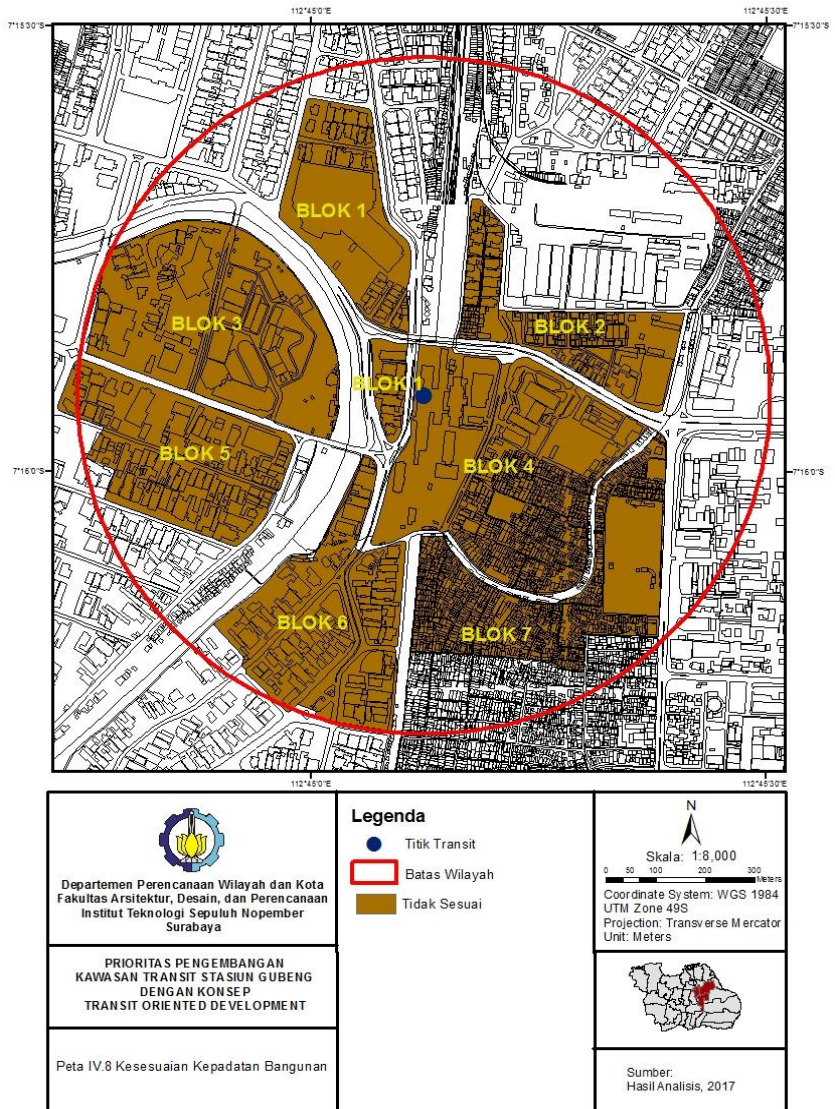 112°45'0"E
112°45'30"E
7°15'30"S
7°15'30"S
BLOK 1
BLOK 3
BLOK 2
BLOK 1
BLOK 5
BLOK 4
7°16'0"S
7°16'0"S
BLOK 6
BLOK 7
112°45'0"E
112°45'30"E
Departemen Perencanaan Wilayah dan Kota
Fakultas Arsitektur, Desain, dan Perencanaan
Institut Teknologi Sepuluh Nopember
Surabaya
PRIORITAS PENGEMBANGAN
KAWASAN TRANSIT STASIUN GUBENG
DENGAN KONSEP
TRANSIT ORIENTED DEVELOPMENT
Peta IV.8 Kesesuaian Kepadatan Bangunan
Legenda
Titik Transit
Batas Wilayah
Tidak Sesuai
N
Skala: 1:8,000
0 50 100 200 300
Meters
Coordinate System: WGS 1984
UTM Zone 49S
Projection: Transverse Mercator
Unit: Meters
Sumber:
Hasil Analisis, 2017